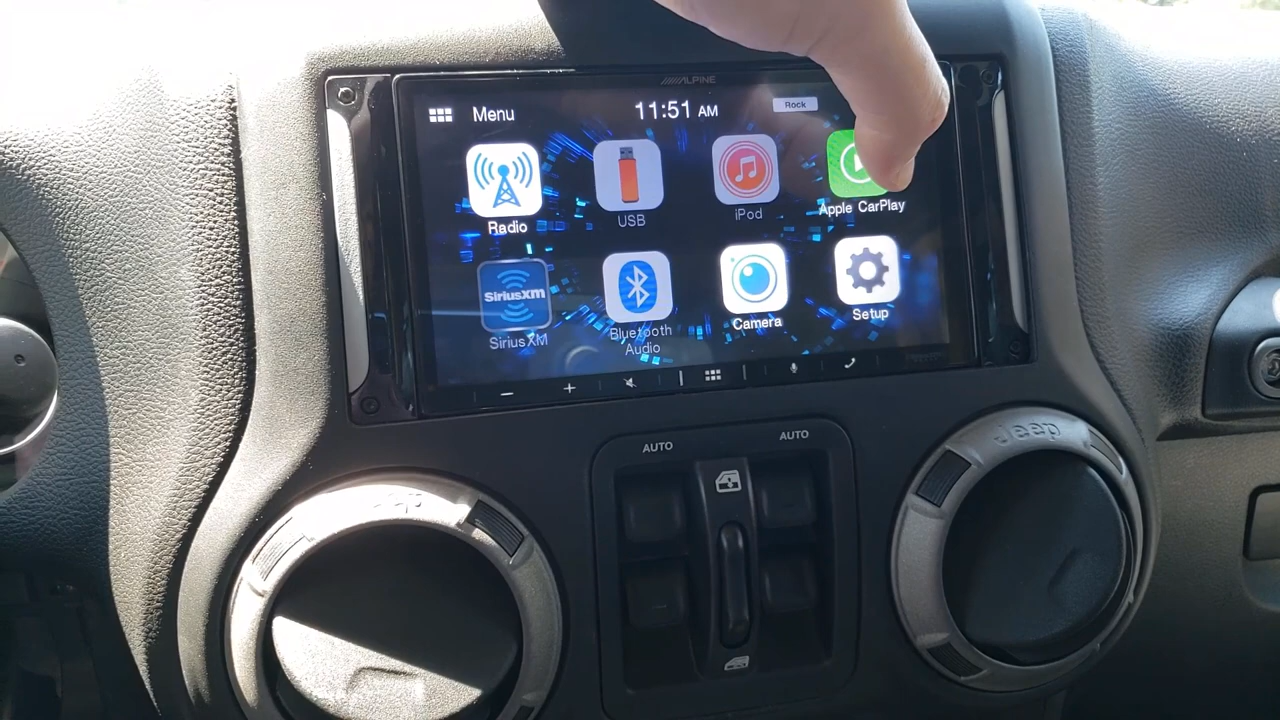 ALPINE
Menu
11:51 AM
Rock
Radio
USB
iPod
Apple CarPlay
siriusxm
SiriusXM
Bluetooth
Audio
Camera
Setup
AUTO
AUTO
Jeep